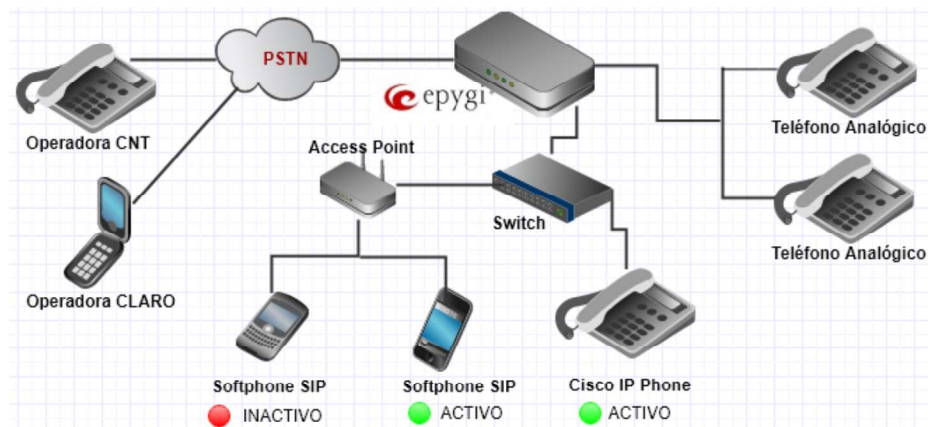 PSTN
epygi
Operadora CNT
Access Point
Teléfono Analógico
Switch
Teléfono Analógico
Operadora CLARO
Softphone SIP
INACTIVO
Softphone SIP
ACTIVO
Cisco IP Phone
ACTIVO